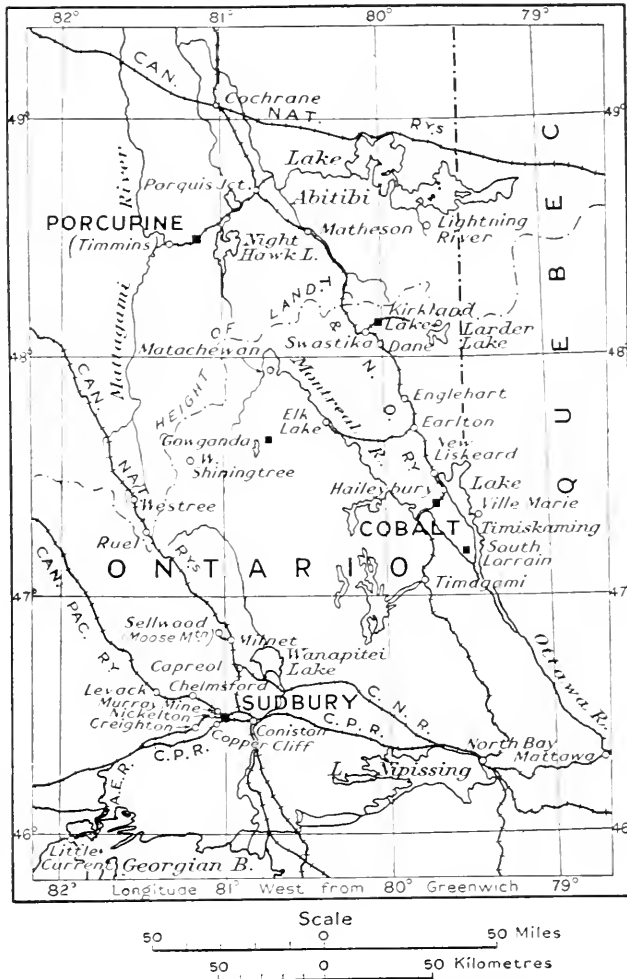 82° 81° 80° 79°
CAN.
Cochrane
49°
NAT.
RYS
49°
Lake
Abitibi
Porquis Jct.
River
PORCUPINE
(Timmins)
Night
Hawk L.
Matheson
Lightning
River
QUEBEC
Mattagami
LAND
OF
HEIGHT
T. & N. O. RY
Kirkland
Lake
Larder
Lake
Swastika
Dane
48°
48°
Matachewan
CAN.
NAT.
RYS
Montreal R.
Elk
Lake
Englehart
Earlton
New
Liskeard
Gowganda
W.
Shiningtree
Haileybury
Lake
Ville Marie
Timiskaming
COBALT
South
Lorrain
Westree
Ruel
ONTARIO
Timagami
47°
47°
CAN. PAC. RY
Sellwood
(Moose Mtn)
Milnet
Wanapitei
Lake
Ottawa R.
Capreol
Levack
Chelmsford
Murray Mine
SUDBURY
Nickelton
Creighton
Coniston
Copper Cliff
C.N.R.
C.P.R.
C.P.R.
North Bay
Mattawa
L. Nipissing
A.E.R.
46°
46°
Little
Current
Georgian B.
82° 81° 80° 79°
Longitude West from Greenwich
Scale
50 0 50 Miles
50 0 50 Kilometres